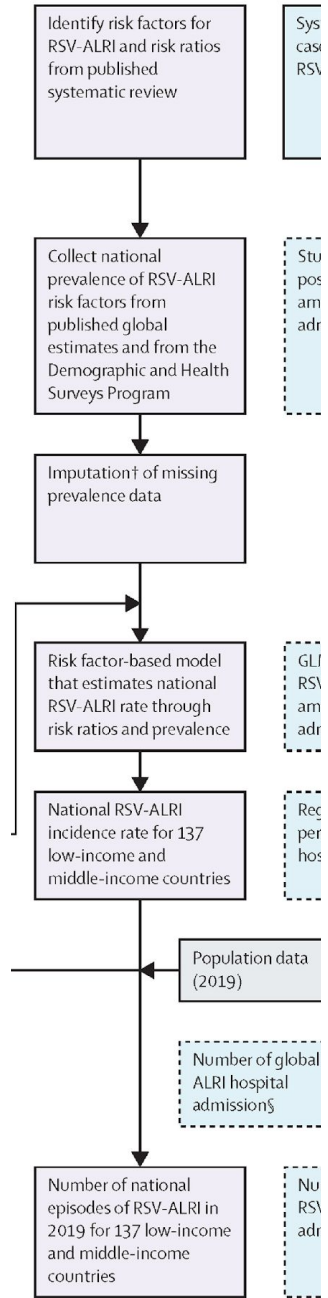 Identify risk factors for
RSV-ALRI and risk ratios
from published
systematic review
Collect national
prevalence of RSV-ALRI
risk factors from
published global
estimates and from the
Demographic and Health
Surveys Program
Imputation† of missing
prevalence data
Risk factor-based model
that estimates national
RSV-ALRI rate through
risk ratios and prevalence
National RSV-ALRI
incidence rate for 137
low-income and
middle-income countries
Population data
(2019)
Number of global
ALRI hospital
admission§
Number of national
episodes of RSV-ALRI in
2019 for 137 low-income
and middle-income
countries